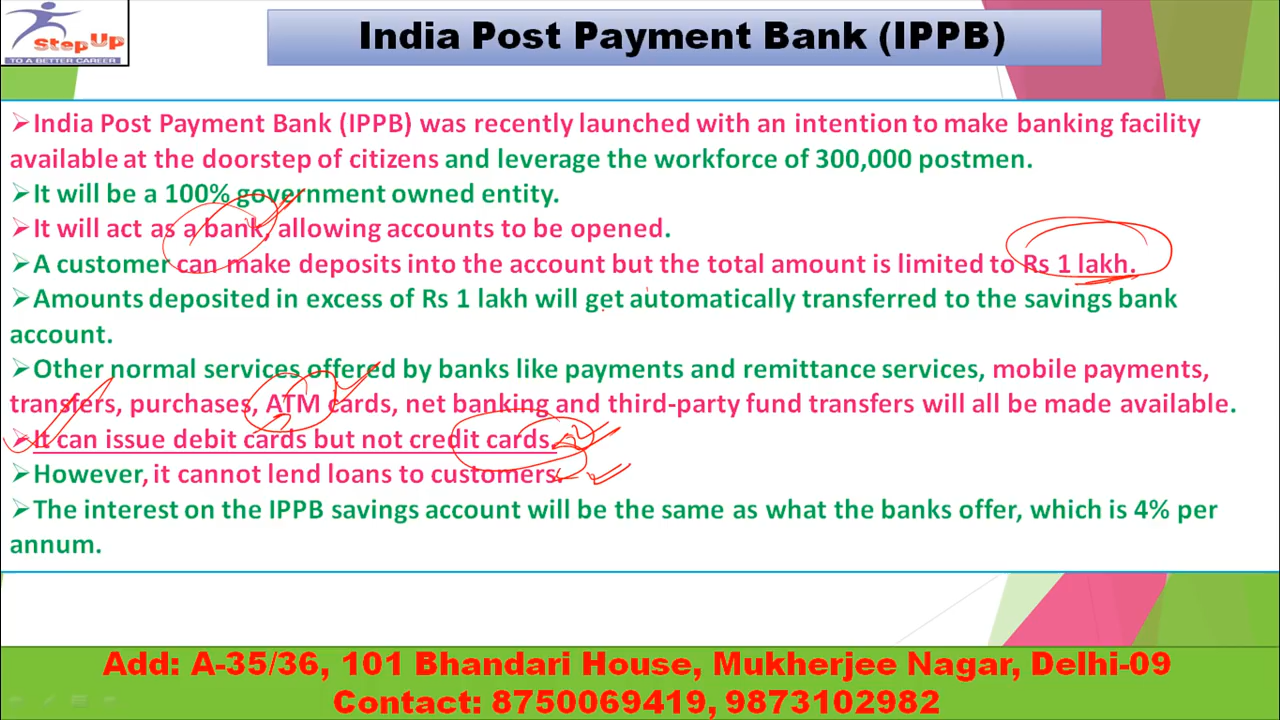 StepUp
TO A BETTER CAREER
India Post Payment Bank (IPPB)
➢India Post Payment Bank (IPPB) was recently launched with an intention to make banking facility
available at the doorstep of citizens and leverage the workforce of 300,000 postmen.
➢It will be a 100% government owned entity.
➢It will act as a bank, allowing accounts to be opened.
➢A customer can make deposits into the account but the total amount is limited to Rs 1 lakh.
➢Amounts deposited in excess of Rs 1 lakh will get automatically transferred to the savings bank
account.
➢Other normal services offered by banks like payments and remittance services, mobile payments,
transfers, purchases, ATM cards, net banking and third-party fund transfers will all be made available.
➢It can issue debit cards but not credit cards.
➢However, it cannot lend loans to customers.
➢The interest on the IPPB savings account will be the same as what the banks offer, which is 4% per
annum.
Add: A-35/36, 101 Bhandari House, Mukherjee Nagar, Delhi-09
Contact: 8750069419, 9873102982